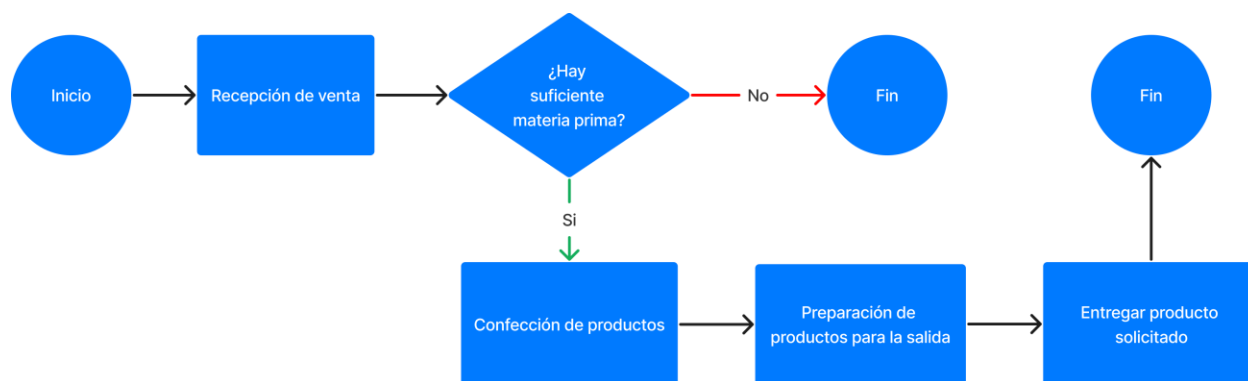 Inicio
Recepción de venta
¿Hay
suficiente
materia prima?
No
Fin
Fin
Si
Confección de productos
Preparación de
productos para la salida
Entregar producto
solicitado